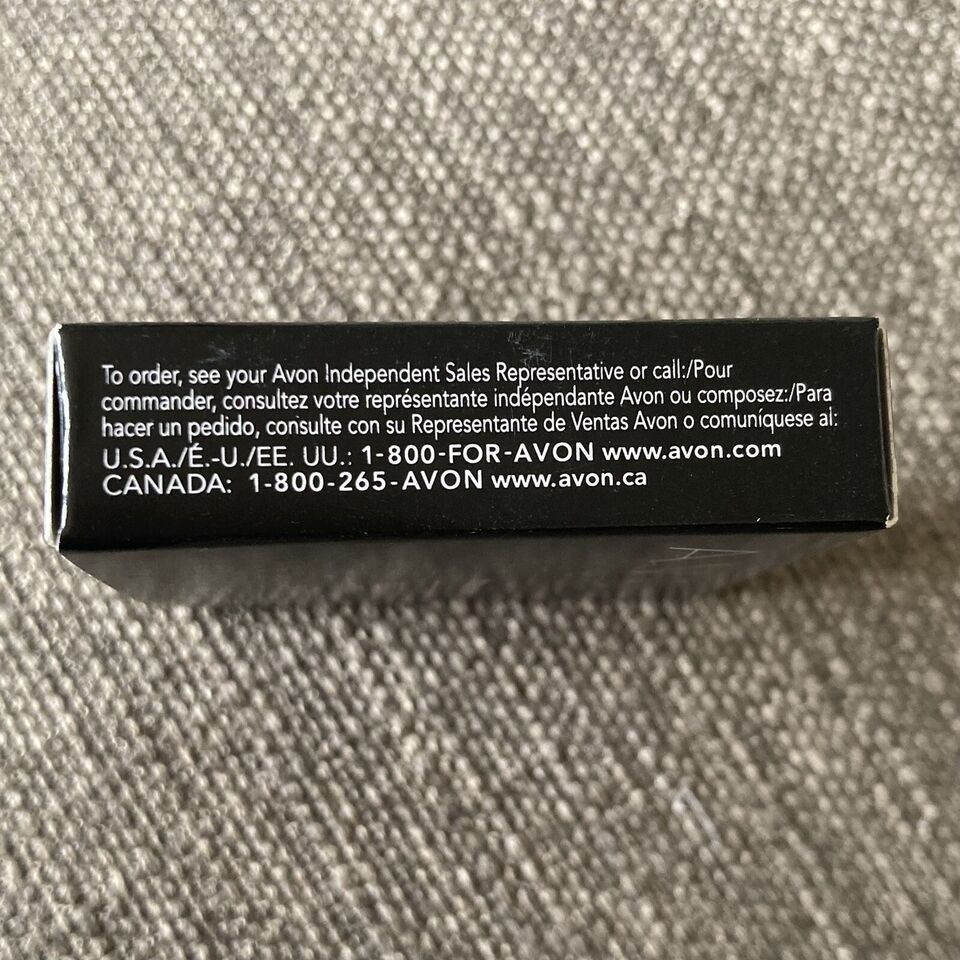 To order, see your Avon Independent Sales Representative or call:/Pour
commander, consultez votre représentante indépendante Avon ou composez:/Para
hacer un pedido, consulte con su Representante de Ventas Avon o comuníquese al:
U.S.A./É.-U./EE. UU.: 1-800-FOR-AVON www.avon.com
CANADA: 1-800-265-AVON www.avon.ca